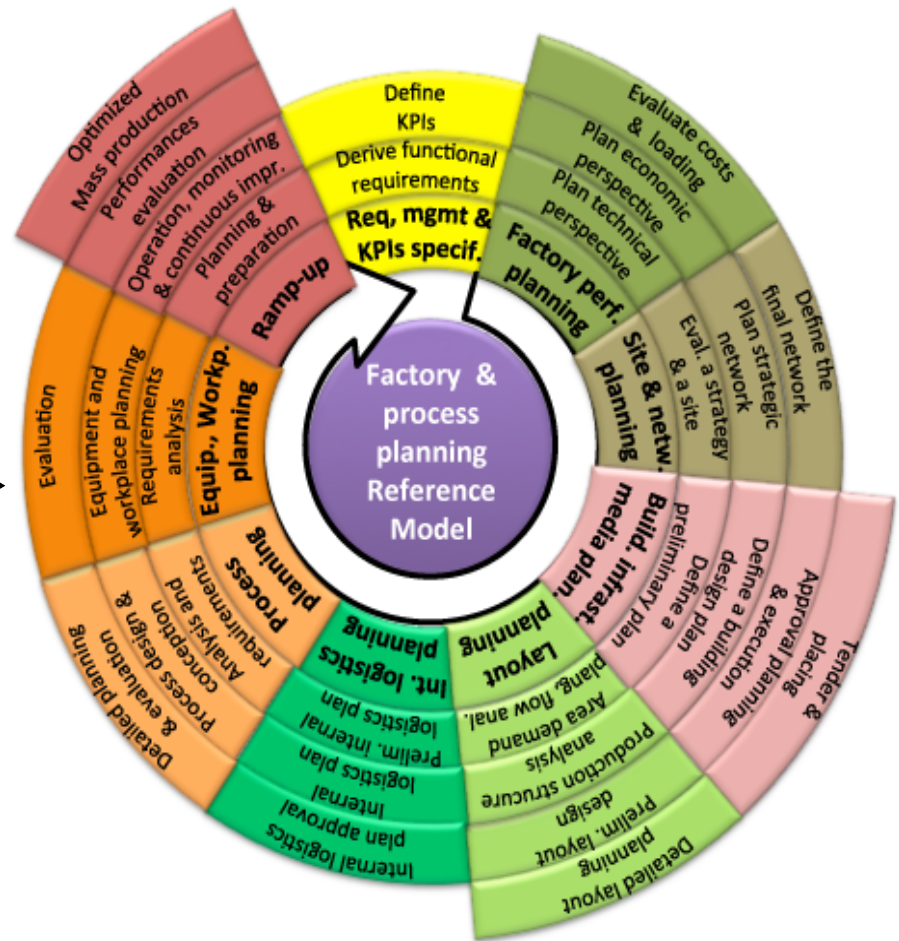 Factory &
process
planning
Reference
Model
Req, mgmt &
KPIs specif.
Derive functional
requirements
Define
KPIs
Factory perf.
planning
Plan technical
perspective
Plan economic
perspective
Evaluate costs
& loading
Site & netw.
planning
Eval. a strategy
& a site
Plan strategic
network
Define the
final network
Build. infrast.
media plan.
Define a
preliminary plan
Define a building
design plan
Approval planning
& execution
Tender &
placing
Layout
planning
Area demand
plang, flow anal.
Production strucure
analysis
Prelim. layout
design
Detailed layout
planning
Int. logistics
planning
Prelim. internal
logistics plan
Internal
logistics plan
Internal logistics
plan approval
Process
planning
Analysis and
requirements
Process design &
conception
Detailed planning
& evaluation
Equip., Workp.
planning
Requirements
analysis
Equipment and
workplace planning
Evaluation
Ramp-up
Planning &
preparation
Operation, monitoring
& continuous impr.
Performances
evaluation
Optimized
Mass production